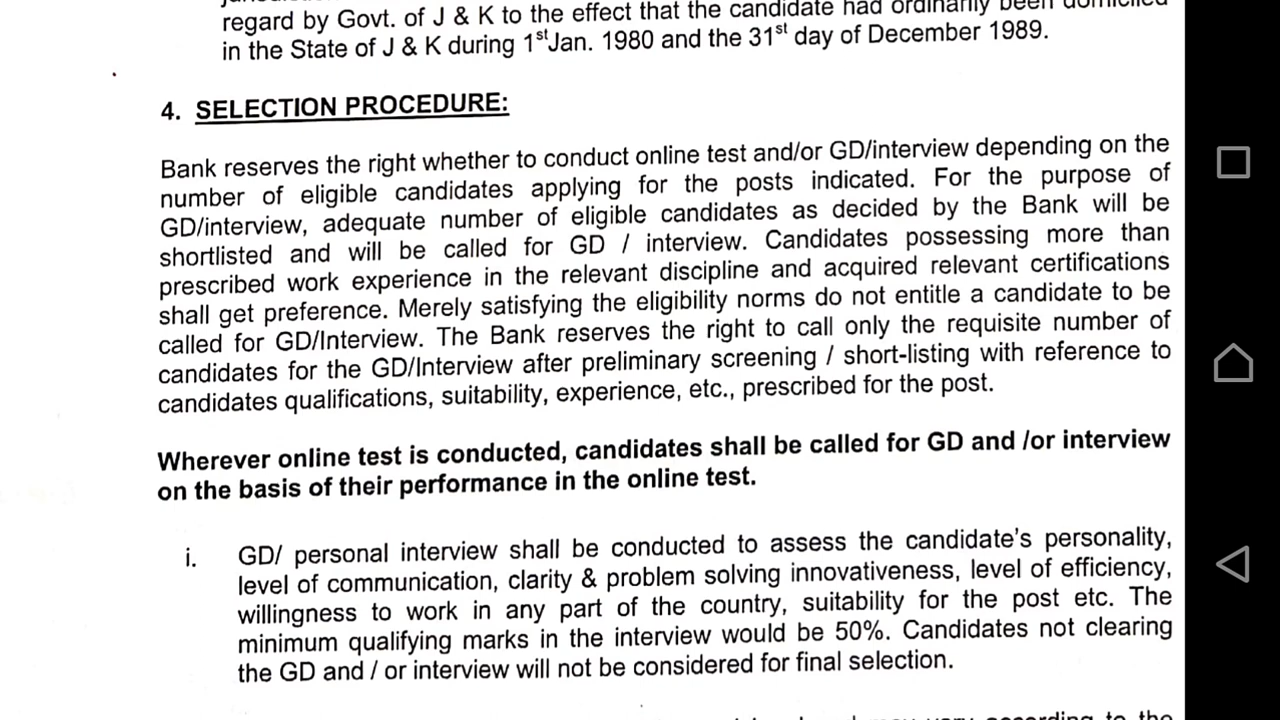 regard by Govt. of J & K to the effect that the candidate had ordinarily been domiciled
in the State of J & K during 1st Jan. 1980 and the 31st day of December 1989.
4. SELECTION PROCEDURE:
Bank reserves the right whether to conduct online test and/or GD/interview depending on the
number of eligible candidates applying for the posts indicated. For the purpose of
GD/interview, adequate number of eligible candidates as decided by the Bank will be
shortlisted and will be called for GD / interview. Candidates possessing more than
prescribed work experience in the relevant discipline and acquired relevant certifications
shall get preference. Merely satisfying the eligibility norms do not entitle a candidate to be
called for GD/Interview. The Bank reserves the right to call only the requisite number of
candidates for the GD/Interview after preliminary screening / short-listing with reference to
candidates qualifications, suitability, experience, etc., prescribed for the post.
Wherever online test is conducted, candidates shall be called for GD and /or interview
on the basis of their performance in the online test.
i. GD/ personal interview shall be conducted to assess the candidate's personality,
level of communication, clarity & problem solving innovativeness, level of efficiency,
willingness to work in any part of the country, suitability for the post etc. The
minimum qualifying marks in the interview would be 50%. Candidates not clearing
the GD and / or interview will not be considered for final selection.
may vary according to the